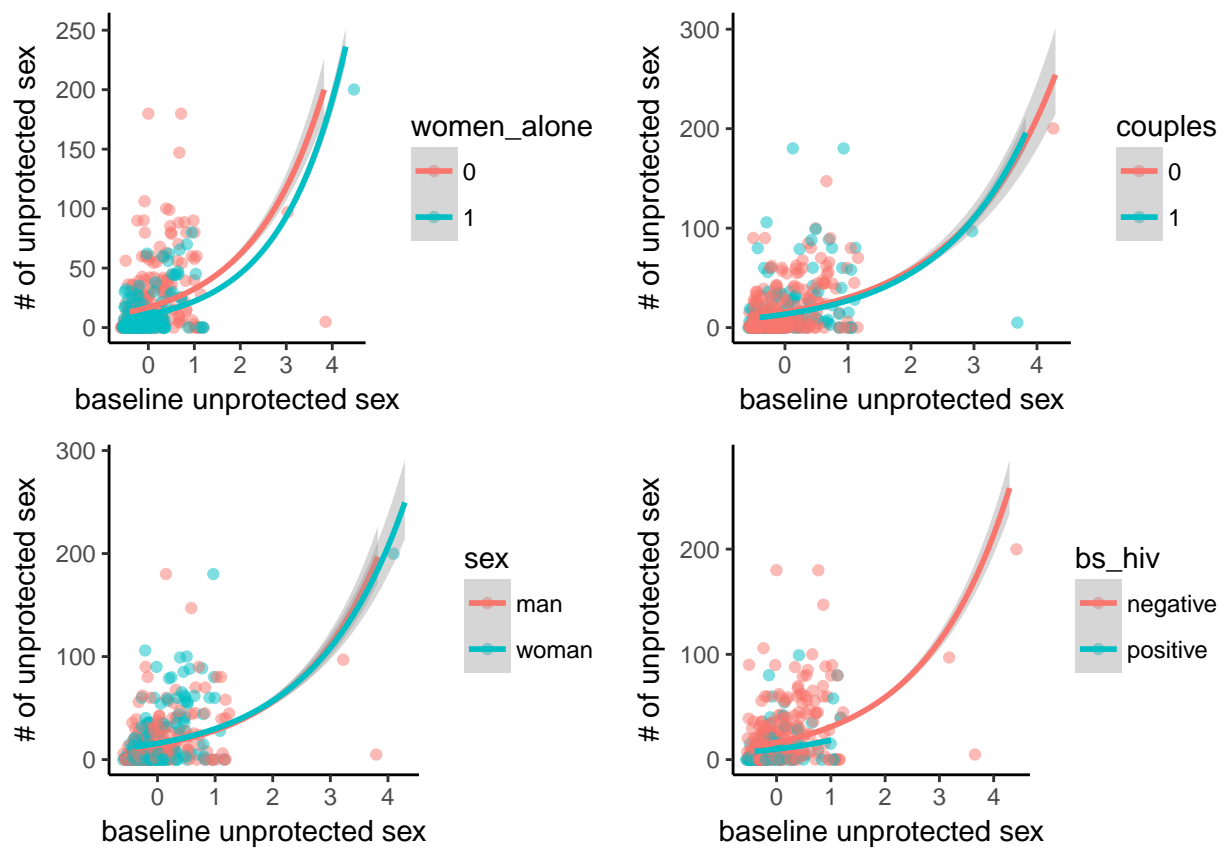 250
200
150
100
50
0
# of unprotected sex
0 1 2 3 4
baseline unprotected sex
women_alone
0
1
300
200
100
0
# of unprotected sex
0 1 2 3 4
baseline unprotected sex
couples
0
1
300
200
100
0
# of unprotected sex
0 1 2 3 4
baseline unprotected sex
sex
man
woman
200
100
0
# of unprotected sex
0 1 2 3 4
baseline unprotected sex
bs_hiv
negative
positive